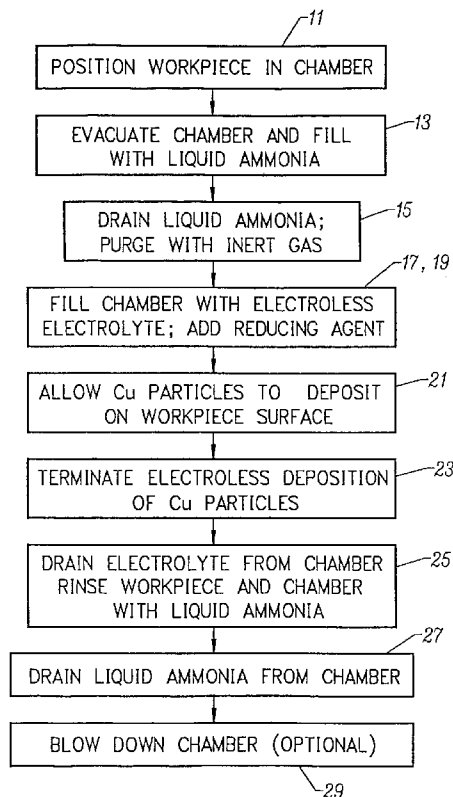 11
POSITION WORKPIECE IN CHAMBER
13
EVACUATE CHAMBER AND FILL
WITH LIQUID AMMONIA
15
DRAIN LIQUID AMMONIA;
PURGE WITH INERT GAS
17, 19
FILL CHAMBER WITH ELECTROLESS
ELECTROLYTE; ADD REDUCING AGENT
21
ALLOW Cu PARTICLES TO DEPOSIT
ON WORKPIECE SURFACE
23
TERMINATE ELECTROLESS DEPOSITION
OF Cu PARTICLES
25
DRAIN ELECTROLYTE FROM CHAMBER
RINSE WORKPIECE AND CHAMBER
WITH LIQUID AMMONIA
27
DRAIN LIQUID AMMONIA FROM CHAMBER
BLOW DOWN CHAMBER (OPTIONAL)
29